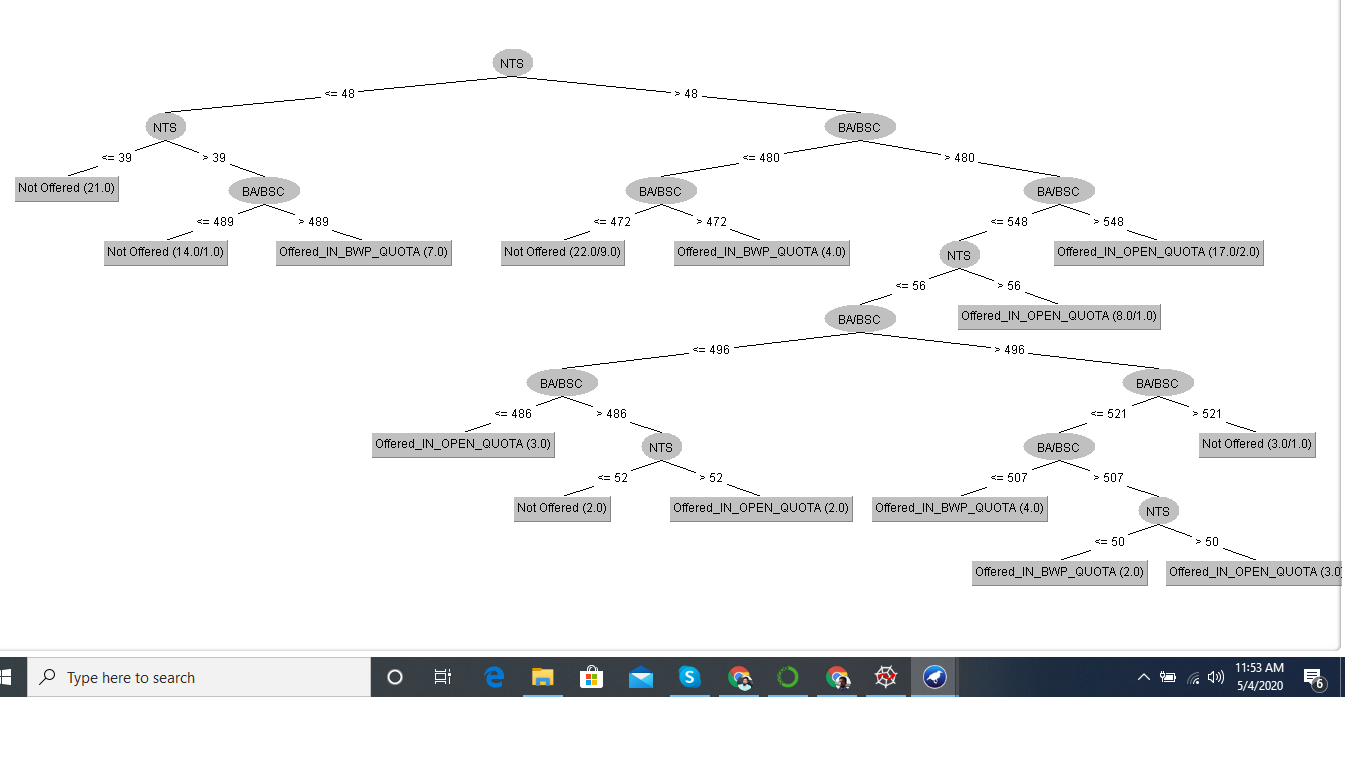 NTS
<= 48
> 48
NTS
BA/BSC
<= 39
> 39
<= 480
> 480
Not Offered (21.0)
BA/BSC
BA/BSC
BA/BSC
<= 489
> 489
<= 472
> 472
<= 548
> 548
Not Offered (14.0/1.0)
Offered_IN_BWP_QUOTA (7.0)
Not Offered (22.0/9.0)
Offered_IN_BWP_QUOTA (4.0)
NTS
Offered_IN_OPEN_QUOTA (17.0/2.0)
<= 56
> 56
BA/BSC
Offered_IN_OPEN_QUOTA (8.0/1.0)
<= 496
> 496
BA/BSC
BA/BSC
<= 486
> 486
<= 521
> 521
Offered_IN_OPEN_QUOTA (3.0)
NTS
BA/BSC
Not Offered (3.0/1.0)
<= 52
> 52
<= 507
> 507
Not Offered (2.0)
Offered_IN_OPEN_QUOTA (2.0)
Offered_IN_BWP_QUOTA (4.0)
NTS
<= 50
> 50
Offered_IN_BWP_QUOTA (2.0)
Offered_IN_OPEN_QUOTA (3.0
Type here to search
11:53 AM
5/4/2020
6